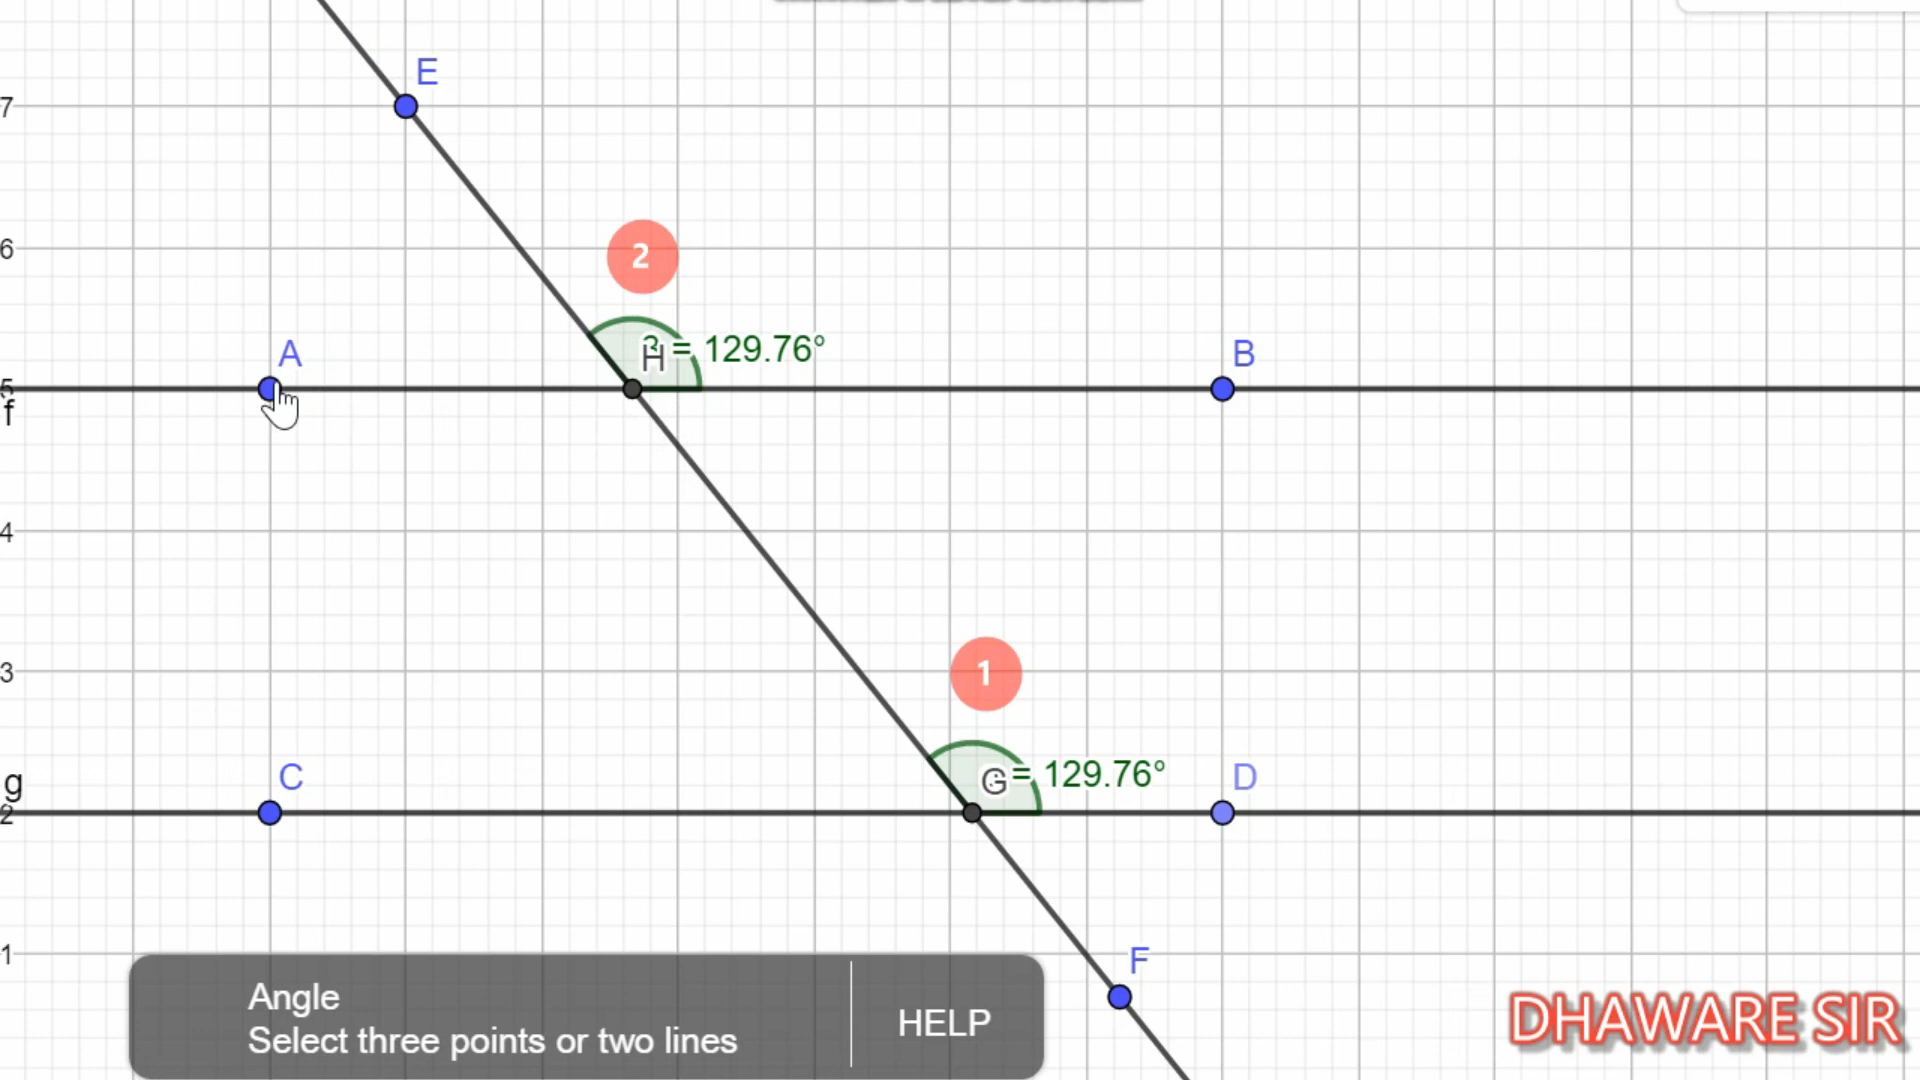 E
7
6
2
A
H = 129.76°
B
5
f
4
3
1
C
G = 129.76°
D
g
2
1
F
Angle
Select three points or two lines
HELP
DHAWARE SIR